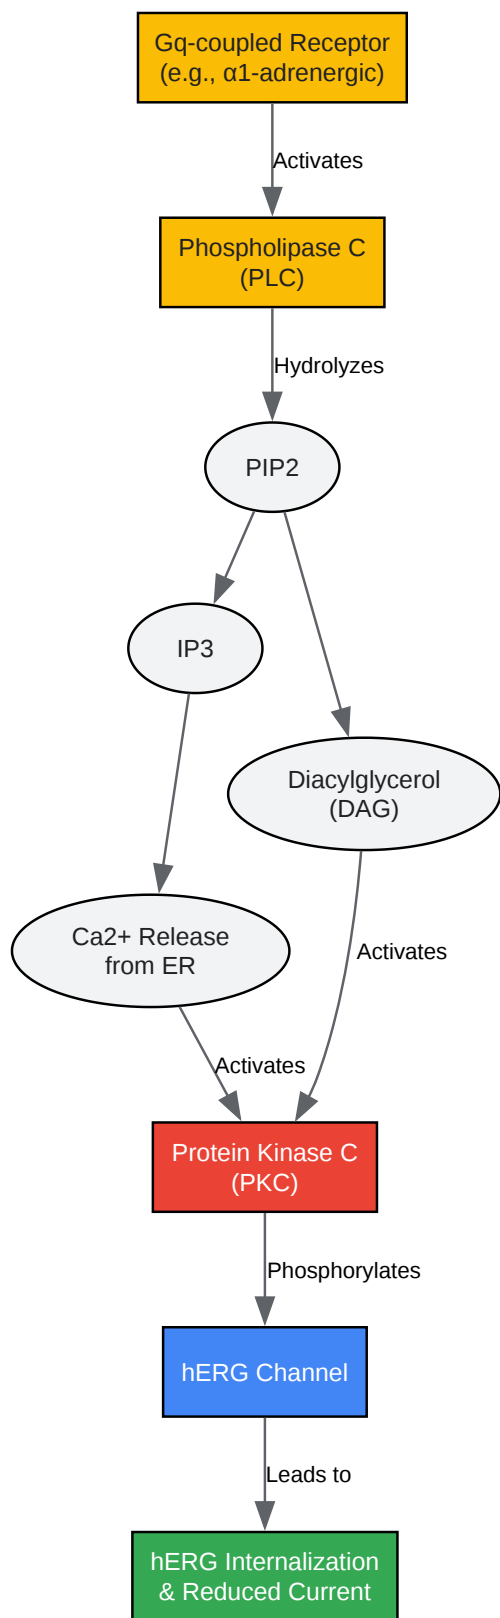 Gq-coupled Receptor
(e.g., α1-adrenergic)
Activates
Phospholipase C
(PLC)
Hydrolyzes
PIP2
IP3
Diacylglycerol
(DAG)
Ca2+ Release
from ER
Activates
Activates
Protein Kinase C
(PKC)
Phosphorylates
hERG Channel
Leads to
hERG Internalization
& Reduced Current